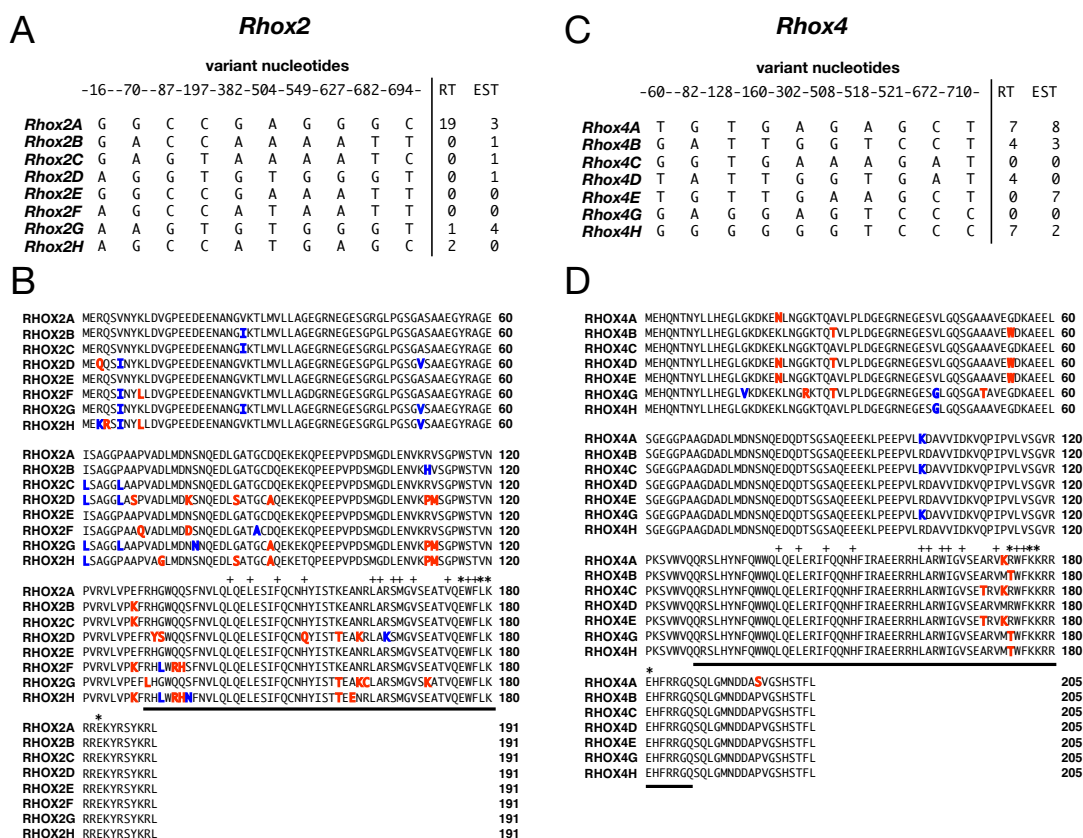 A
Rhox2
variant nucleotides
-16--70--87-197-382-504-549-627-682-694- RT EST
Rhox2A G G C C G A G G G C 19 3
Rhox2B G A C C A A A A T T 0 1
Rhox2C G A G T A A A A T C 0 1
Rhox2D A G G T G T G G G T 0 1
Rhox2E G G C C G A A A T T 0 0
Rhox2F A G C C A T A A T T 0 0
Rhox2G A A G T G T G G G T 1 4
Rhox2H A G C C A T G A G C 2 0
B
RHOX2A MERQSVNYKLDVGPEEDEENANGVKTLMVLLAGEGRNEGESGRGLPGSGASAAEGYRAGE 60
RHOX2B MERQSVNYKLDVGPEEDEENANGIKTLMVLLAGEGRNEGESGRGLPGSGASAAEGYRAGE 60
RHOX2C MERQSVNYKLDVGPEEDEENANGIKTLMVLLAGEGRNEGESGRGLPGSGASAAEGYRAGE 60
RHOX2D MEQQSINYKLDVGPEEDEENANGVKTLMVLLAGEGRNEGESGRGLPGSGVSAAEGYRAGE 60
RHOX2E MERQSVNYKLDVGPEEDEENANGVKTLMVLLAGEGRNEGESGRGLPGSGASAAEGYRAGE 60
RHOX2F MERQSINYLLDVGPEEDEENANGVKTLMVLLAGDGRNEGESGRGLPGSGASAAEGYRAGE 60
RHOX2G MERQSINYKLDVGPEEDEENANGIKTLMVLLAGEGRNEGESGRGLPGSGVSAAEGYRAGE 60
RHOX2H MEKRSINYLLDVGPEEDEENANGVKTLMVLLAGEGRNEGESGRGLPGSGVSAAEGYRAGE 60
RHOX2A ISAGGPAAPVADLMDNSNQEDLGATGCDQEKEKQPEEPVPDSMGDLENVKRVSGPWSTVN 120
RHOX2B ISAGGPAAPVADLMDNSNQEDLGATGCDQEKEKQPEEPVPDSMGDLENVKHVSGPWSTVN 120
RHOX2C LSAGGLAAPVADLMDNSNQEDLGATGCDQEKEKQPEEPVPDSMGDLENVKRVSGPWSTVN 120
RHOX2D LSAGGLASPVADLMDKSNQEDLSATGCAQEKEKQPEEPVPDSMGDLENVKPMSGPWSTVN 120
RHOX2E ISAGGPAAPVADLMDNSNQEDLGATGCDQEKEKQPEEPVPDSMGDLENVKRVSGPWSTVN 120
RHOX2F ISAGGPAAQVADLMDDSNQEDLGATACDQEKEKQPEEPVPDSMGDLENVKRVSGPWSTVN 120
RHOX2G LSAGGLAAPVADLMDNNNQEDLGATGCAQEKEKQPEEPVPDSMGDLENVKPMSGPWSTVN 120
RHOX2H LSAGGPAAPVAGLMDNSNQEDLSATGCAQEKEKQPEEPVPDSMGDLENVKPMSGPWSTVN 120
+ + + + ++ ++ + *++**
RHOX2A PVRVLVPEFRHGWQQSFNVLQLQELESIFQCNHYISTKEANRLARSMGVSEATVQEWFLK 180
RHOX2B PVRVLVPKFRHGWQQSFNVLQLQELESIFQCNHYISTKEANRLARSMGVSEATVQEWFLK 180
RHOX2C PVRVLVPKFRHGWQQSFNVLQLQELESIFQCNHYISTKEANRLARSMGVSEATVQEWFLK 180
RHOX2D PVRVLVPEFRYSWQQSFNVLQLQELESIFQCNQYISTTEAKRLAKSMGVSEATVQEWFLK 180
RHOX2E PVRVLVPEFRHGWQQSFNVLQLQELESIFQCNHYISTKEANRLARSMGVSEATVQEWFLK 180
RHOX2F PVRVLVPKFRHLWRHSFNVLQLQELESIFQCNHYISTKEANRLARSMGVSEATVQEWFLK 180
RHOX2G PVRVLVPEFLHGWQQSFNVLQLQELESIFQCNHYISTTEAKCLARSMGVSKATVQEWFLK 180
RHOX2H PVRVLVPKFRHLWRHNFNVLQLQELESIFQCNHYISTTEENRLARSMGVSEATVQEWFLK 180
*
RHOX2A RREKYRSYKRL 191
RHOX2B RREKYRSYKRL 191
RHOX2C RREKYRSYKRL 191
RHOX2D RREKYRSYKRL 191
RHOX2E RREKYRSYKRL 191
RHOX2F RREKYRSYKRL 191
RHOX2G RREKYRSYKRL 191
RHOX2H RREKYRSYKRL 191
C
Rhox4
variant nucleotides
-60--82-128-160-302-508-518-521-672-710- RT EST
Rhox4A T G T G A G A G C T 7 8
Rhox4B G A T T G G T C C T 4 3
Rhox4C G G T G A A A G A T 0 0
Rhox4D T A T T G G T G A T 4 0
Rhox4E T G T T G A A G C T 0 7
Rhox4G G A G G A G T C C C 0 0
Rhox4H G G G G G G T C C C 7 2
D
RHOX4A MEHQNTNYLLHEGLGKDKENLNGGKTQAVLPLDGEGRNEGESVLGQSGAAAVEGDKAEEL 60
RHOX4B MEHQNTNYLLHEGLGKDKEKLNGGKTQTVLPLDGEGRNEGESVLGQSGAAAVEWDKAEEL 60
RHOX4C MEHQNTNYLLHEGLGKDKEKLNGGKTQAVLPLDGEGRNEGESVLGQSGAAAVEGDKAEEL 60
RHOX4D MEHQNTNYLLHEGLGKDKENLNGGKTQTVLPLDGEGRNEGESVLGQSGAAAVEWDKAEEL 60
RHOX4E MEHQNTNYLLHEGLGKDKENLNGGKTQAVLPLDGEGRNEGESVLGQSGAAAVEWDKAEEL 60
RHOX4G MEHQNTNYLLHEGLVKDKEKLNGRKTQTVLPLDGEGRNEGESGLGQSGATAVEGDKAEEL 60
RHOX4H MEHQNTNYLLHEGLGKDKEKLNGGKTQAVLPLDGEGRNEGESGLGQSGAAAVEGDKAEEL 60
RHOX4A SGEGGPAAGDADLMDNSNQEDQDTSGSAQEEEKLPEEPVLKDAVVIDKVQPIPVLVSGVR 120
RHOX4B SGEGGPAAGDADLMDNSNQEDQDTSGSAQEEEKLPEEPVLRDAVVIDKVQPIPVLVSGVR 120
RHOX4C SGEGGPAAGDADLMDNSNQEDQDTSGSAQEEEKLPEEPVLKDAVVIDKVQPIPVLVSGVR 120
RHOX4D SGEGGPAAGDADLMDNSNQEDQDTSGSAQEEEKLPEEPVLRDAVVIDKVQPIPVLVSGVR 120
RHOX4E SGEGGPAAGDADLMDNSNQEDQDTSGSAQEEEKLPEEPVLRDAVVIDKVQPIPVLVSGVR 120
RHOX4G SGEGGPAAGDADLMDNSNQEDQDTSGSAQEEEKLPEEPVLKDAVVIDKVQPIPVLVSGVR 120
RHOX4H SGEGGPAAGDADLMDNSNQEDQDTSGSAQEEEKLPEEPVLRDAVVIDKVQPIPVLVSGVR 120
+ + + + ++ ++ + *++**
RHOX4A PKSVWVQQRSLHYNFQWWQLQELERIFQQNHFIRAEERRHLARWIGVSEARVKRWFKKRR 180
RHOX4B PKSVWVQQRSLHYNFQWWQLQELERIFQQNHFIRAEERRHLARWIGVSEARVMTWFKKRR 180
RHOX4C PKSVWVQQRSLHYNFQWWQLQELERIFQQNHFIRAEERRHLARWIGVSETRVKRWFKKRR 180
RHOX4D PKSVWVQQRSLHYNFQWWQLQELERIFQQNHFIRAEERRHLARWIGVSEARVMRWFKKRR 180
RHOX4E PKSVWVQQRSLHYNFQWWQLQELERIFQQNHFIRAEERRHLARWIGVSETRVKRWFKKRR 180
RHOX4G PKSVWVQQRSLHYNFQWWQLQELERIFQQNHFIRAEERRHLARWIGVSEARVMTWFKKRR 180
RHOX4H PKSVWVQQRSLHYNFQWWQLQELERIFQQNHFIRAEERRHLARWIGVSEARVMTWFKKRR 180
*
RHOX4A EHFRRGQSQLGMNDDASVGSHSTFL 205
RHOX4B EHFRRGQSQLGMNDDAPVGSHSTFL 205
RHOX4C EHFRRGQSQLGMNDDAPVGSHSTFL 205
RHOX4D EHFRRGQSQLGMNDDAPVGSHSTFL 205
RHOX4E EHFRRGQSQLGMNDDAPVGSHSTFL 205
RHOX4G EHFRRGQSQLGMNDDAPVGSHSTFL 205
RHOX4H EHFRRGQSQLGMNDDAPVGSHSTFL 205